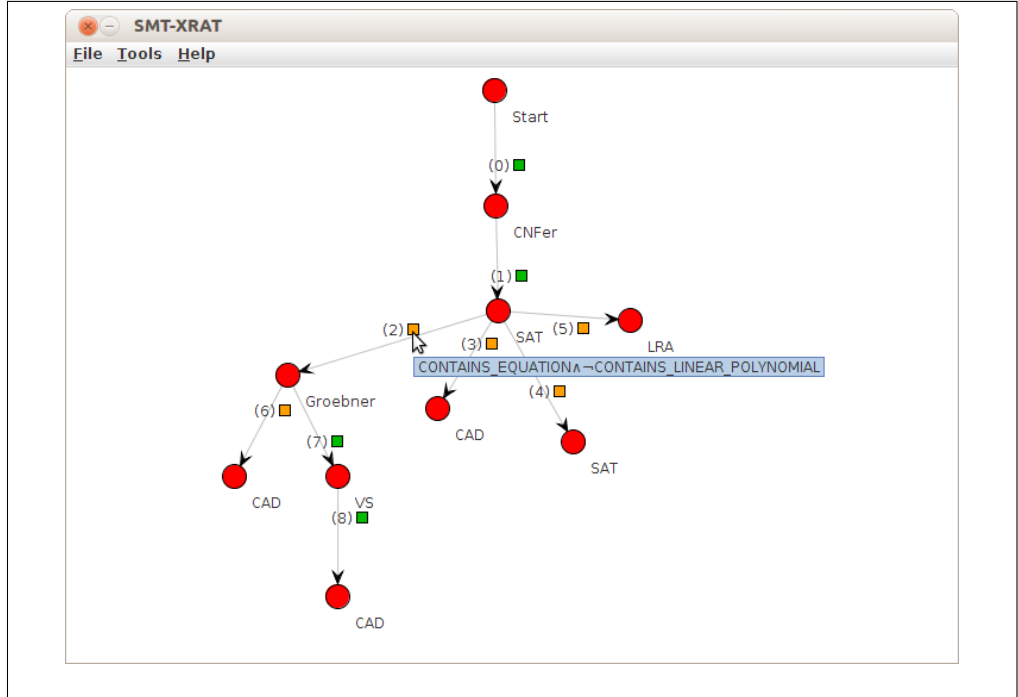 SMT-XRAT
File Tools Help
Start
(0)
CNFer
(1)
(2)
SAT
(5)
(3)
LRA
CONTAINS_EQUATION∧¬CONTAINS_LINEAR_POLYNOMIAL
(4)
Groebner
(6)
CAD
(7)
SAT
CAD
VS
(8)
CAD